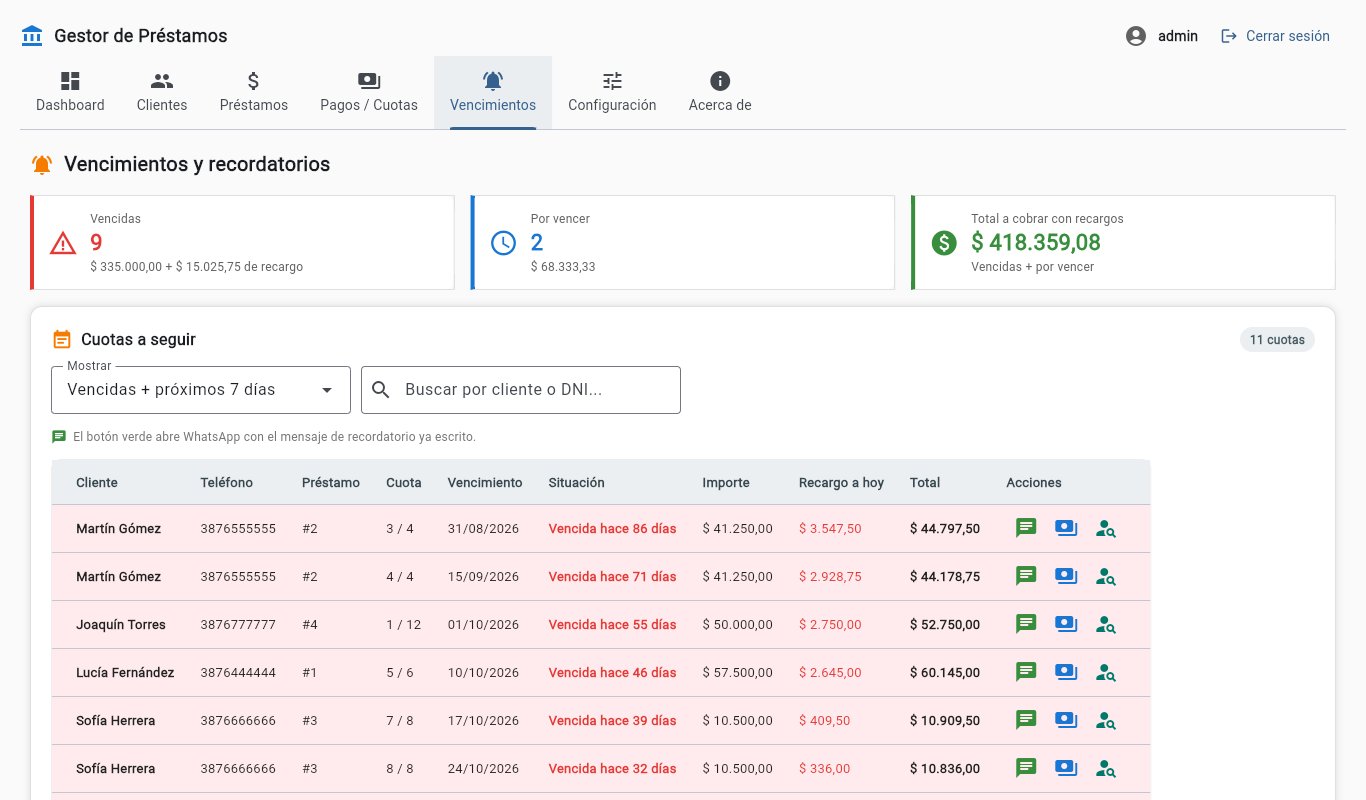 Gestor de Préstamos
admin
Cerrar sesión
Dashboard Clientes Préstamos Pagos / Cuotas Vencimientos Configuración Acerca de
Vencimientos y recordatorios
Vencidas
9
$ 335.000,00 + $ 15.025,75 de recargo
Por vencer
2
$ 68.333,33
Total a cobrar con recargos
$ 418.359,08
Vencidas + por vencer
Cuotas a seguir
11 cuotas
Mostrar
Vencidas + próximos 7 días
Buscar por cliente o DNI...
El botón verde abre WhatsApp con el mensaje de recordatorio ya escrito.
Cliente Teléfono Préstamo Cuota Vencimiento Situación Importe Recargo a hoy Total Acciones
Martín Gómez 3876555555 #2 3 / 4 31/08/2026 Vencida hace 86 días $ 41.250,00 $ 3.547,50 $ 44.797,50
Martín Gómez 3876555555 #2 4 / 4 15/09/2026 Vencida hace 71 días $ 41.250,00 $ 2.928,75 $ 44.178,75
Joaquín Torres 3876777777 #4 1 / 12 01/10/2026 Vencida hace 55 días $ 50.000,00 $ 2.750,00 $ 52.750,00
Lucía Fernández 3876444444 #1 5 / 6 10/10/2026 Vencida hace 46 días $ 57.500,00 $ 2.645,00 $ 60.145,00
Sofía Herrera 3876666666 #3 7 / 8 17/10/2026 Vencida hace 39 días $ 10.500,00 $ 409,50 $ 10.909,50
Sofía Herrera 3876666666 #3 8 / 8 24/10/2026 Vencida hace 32 días $ 10.500,00 $ 336,00 $ 10.836,00